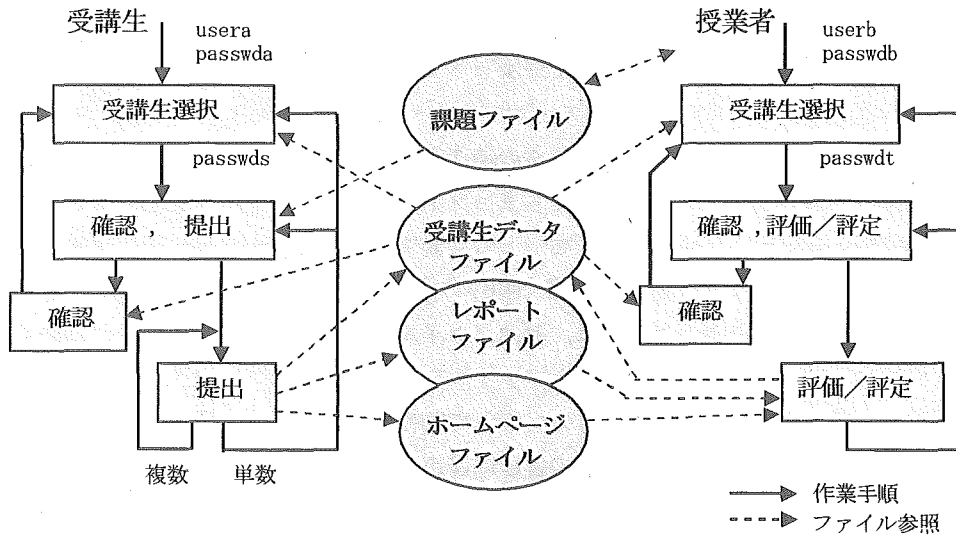 受講生
usera
passwda
受講生選択
passwds
確認，提出
確認
提出
複数
単数
課題ファイル
受講生データ
ファイル
レポート
ファイル
ホームページ
ファイル
授業者
userb
passwdb
受講生選択
passwdt
確認，評価／評定
確認
評価／評定
作業手順
ファイル参照